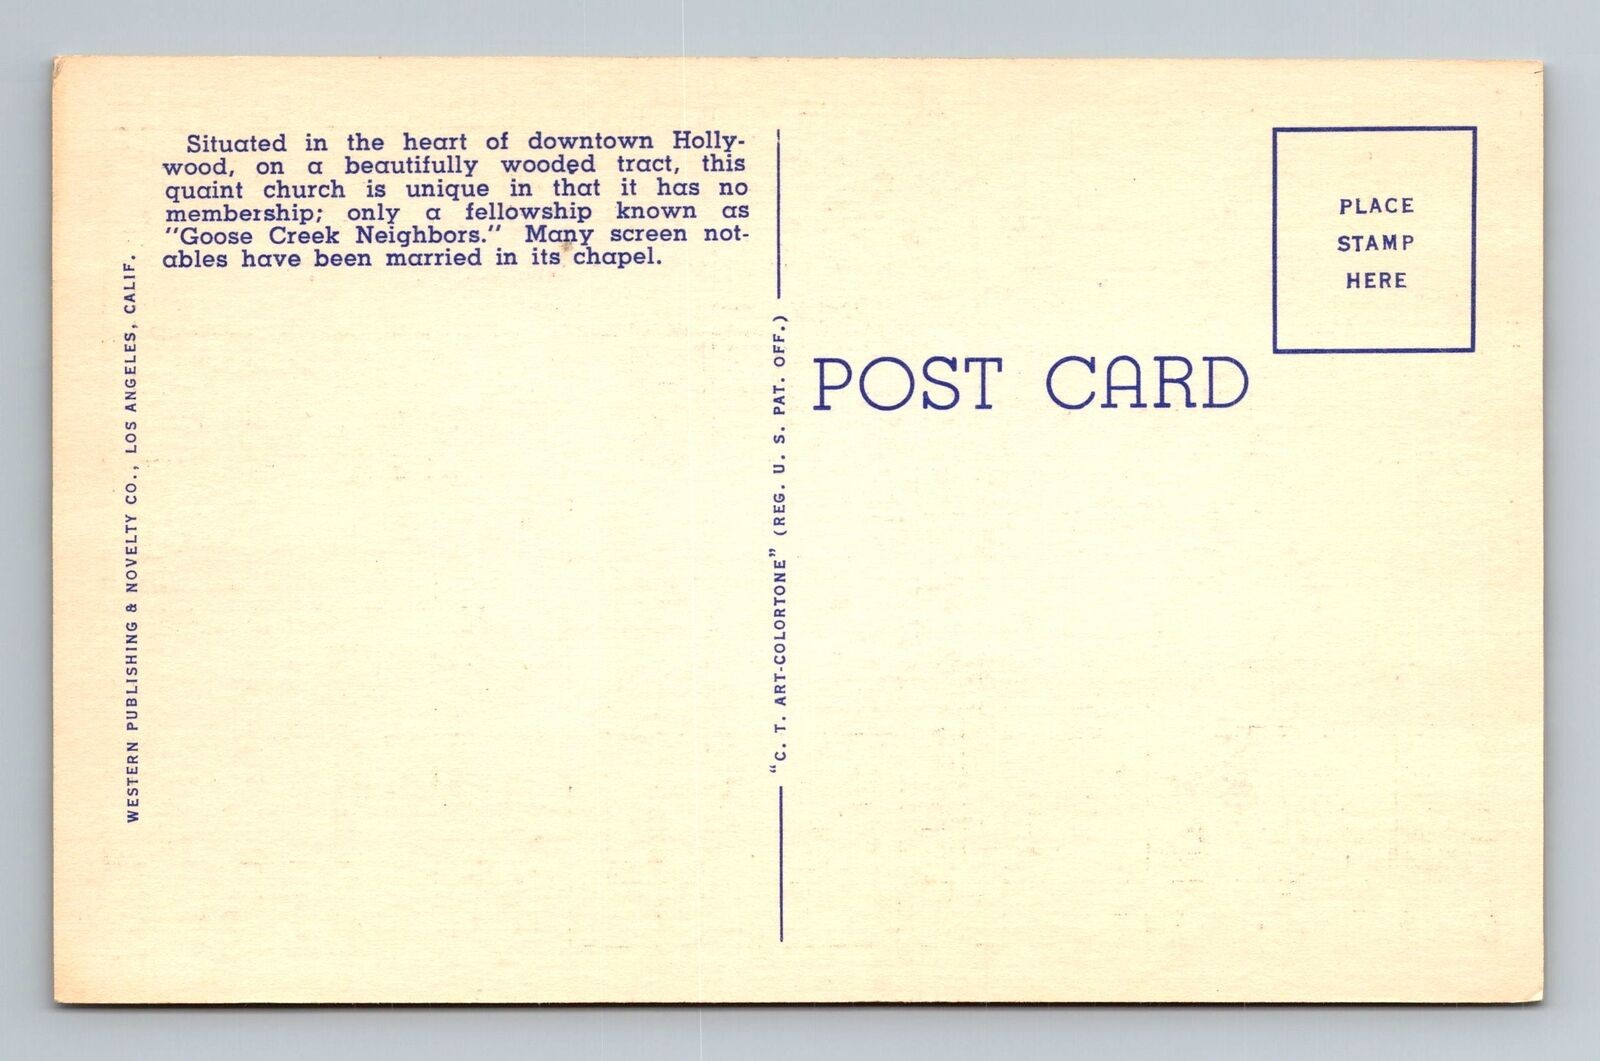 Situated in the heart of downtown Holly-
wood, on a beautifully wooded tract, this
quaint church is unique in that it has no
membership; only a fellowship known as
"Goose Creek Neighbors." Many screen not-
ables have been married in its chapel.
WESTERN PUBLISHING & NOVELTY CO., LOS ANGELES, CALIF.
"C. T. ART-COLORTONE" (REG. U. S. PAT. OFF.)
POST CARD
PLACE
STAMP
HERE